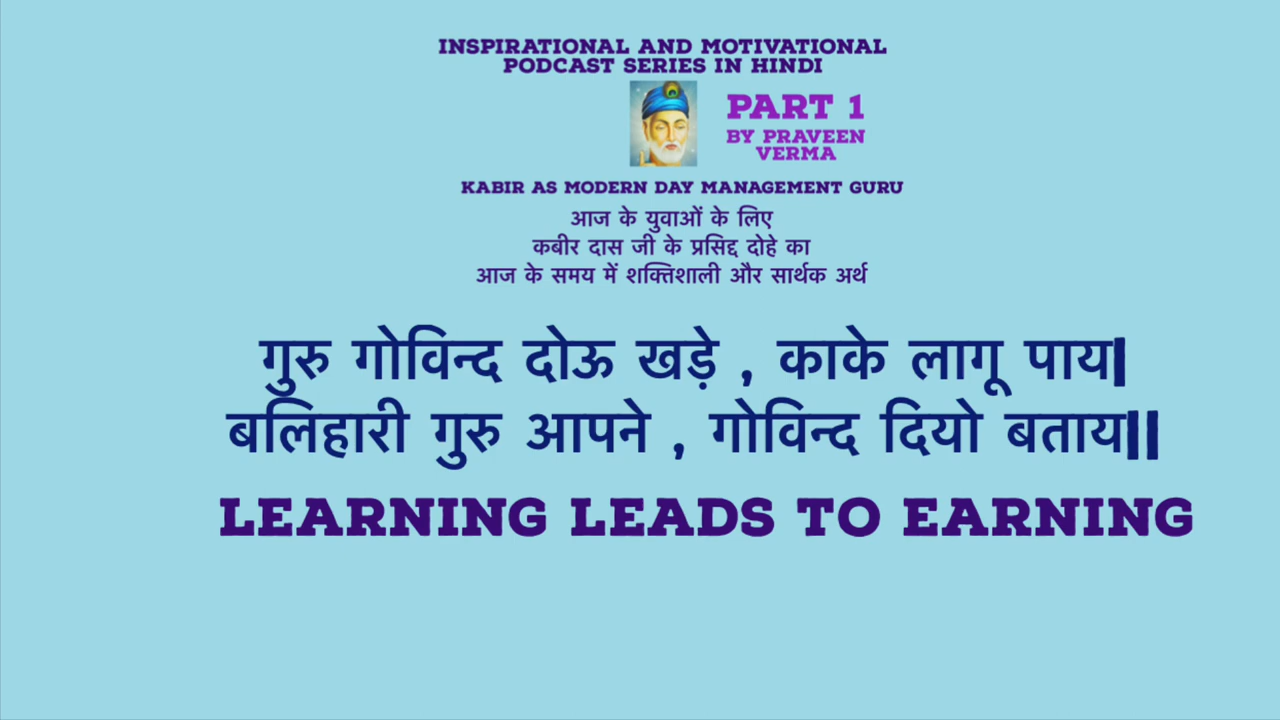 INSPIRATIONAL AND MOTIVATIONAL
PODCAST SERIES IN HINDI
PART 1
BY PRAVEEN
VERMA
KABIR AS MODERN DAY MANAGEMENT GURU
आज के युवाओं के लिए
कबीर दास जी के प्रसिद्द दोहे का
आज के समय में शक्तिशाली और सार्थक अर्थ
गुरु गोविन्द दोऊ खड़े , काके लागू पाय|
बलिहारी गुरु आपने , गोविन्द दियो बताय||
LEARNING LEADS TO EARNING